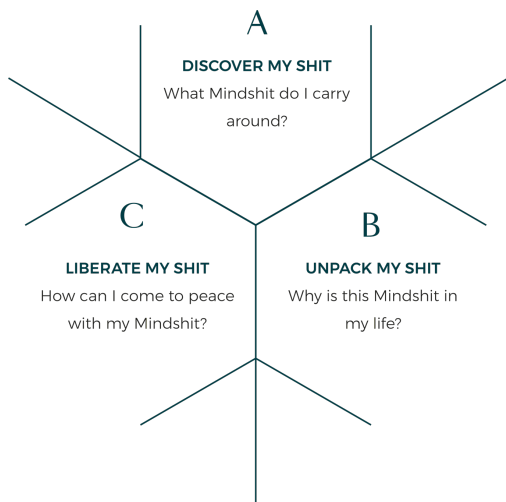 A
DISCOVER MY SHIT
What Mindshit do I carry
around?
B
UNPACK MY SHIT
Why is this Mindshit in
my life?
C
LIBERATE MY SHIT
How can I come to peace
with my Mindshit?